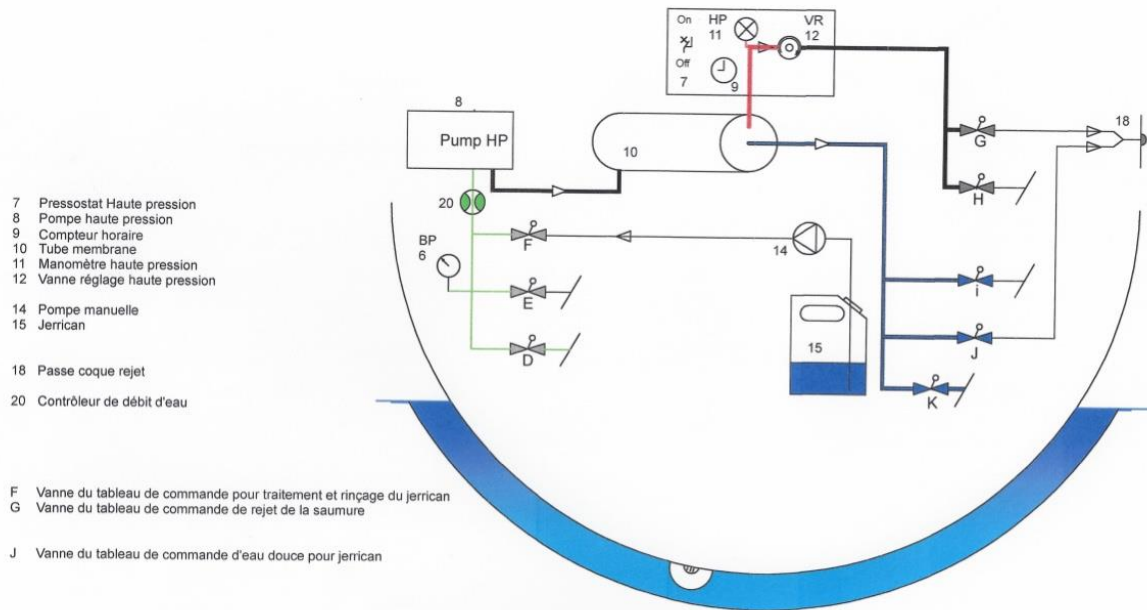 On
HP
VR
11
12
Off
7
9
8
Pump HP
10
18
G
H
20
BP
6
F
14
E
i
15
J
D
K
7 Pressostat Haute pression
8 Pompe haute pression
9 Compteur horaire
10 Tube membrane
11 Manomètre haute pression
12 Vanne réglage haute pression
14 Pompe manuelle
15 Jerrican
18 Passe coque rejet
20 Contrôleur de débit d'eau
F Vanne du tableau de commande pour traitement et rinçage du jerrican
G Vanne du tableau de commande de rejet de la saumure
J Vanne du tableau de commande d'eau douce pour jerrican